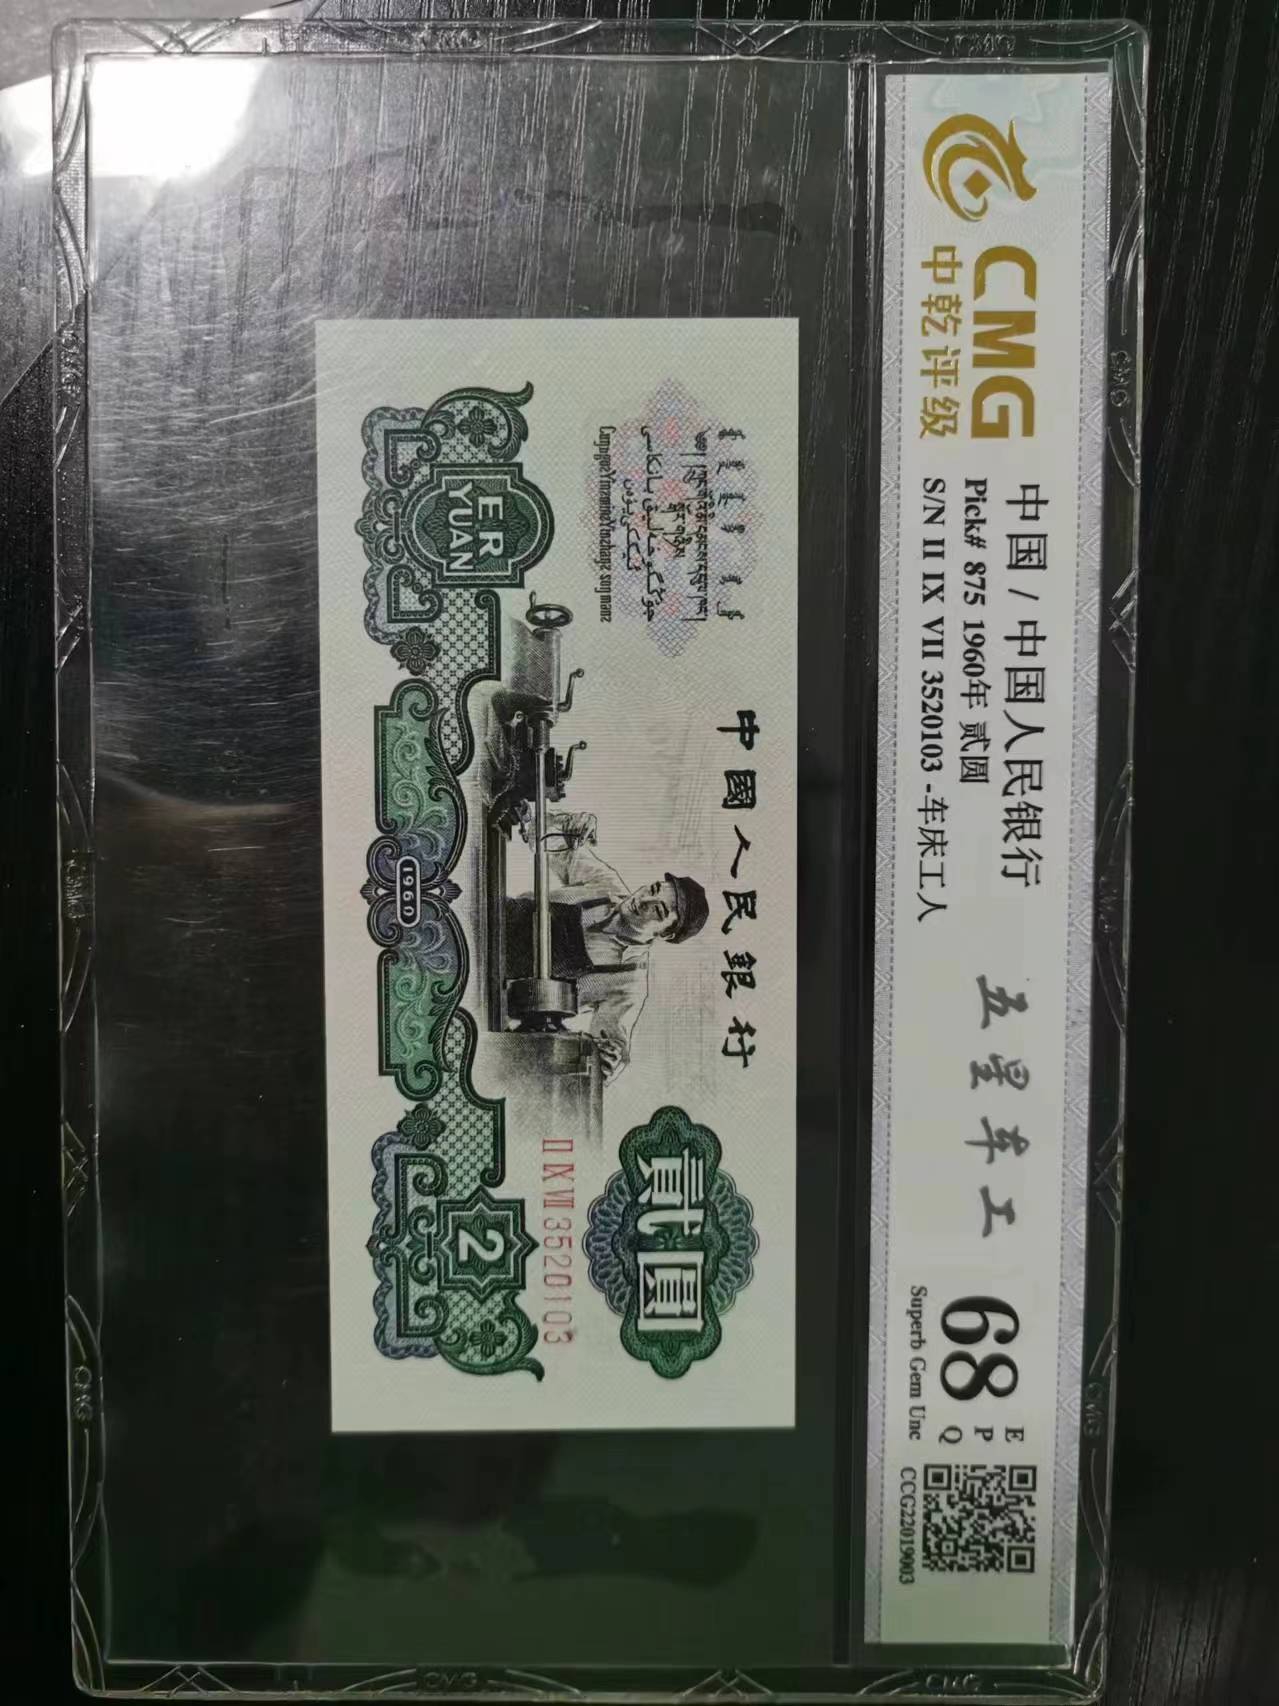 CMG
中乾评级
中国 / 中国人民银行
Pick# 875 1960年 贰圆
S/N II IX VII 3520103 -车床工人
五星车工
68
EPQ
Superb Gem Unc
CCG22019003
中國人民銀行
ER
YUAN
貳圓
II IX VII 3520103
2
1960